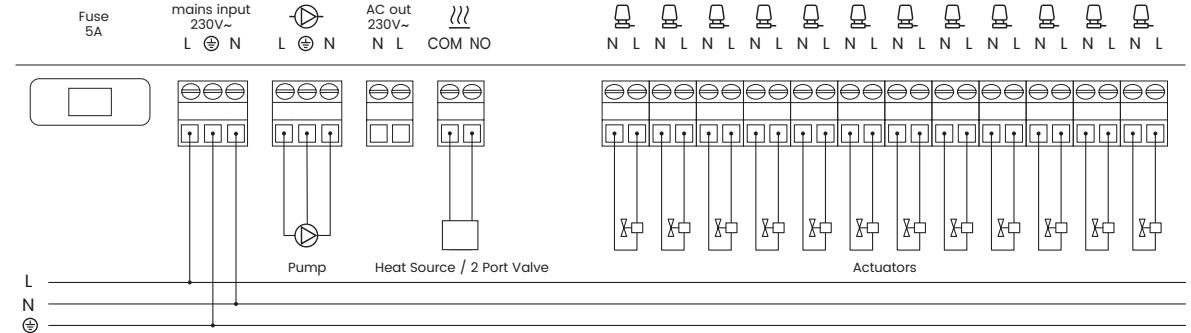 Fuse
5A
mains input
230V~
L N
L N
AC out
230V~
N L
COM NO
N L N L N L N L N L N L N L N L N L N L N L N L
Pump
Heat Source / 2 Port Valve
Actuators
L
N